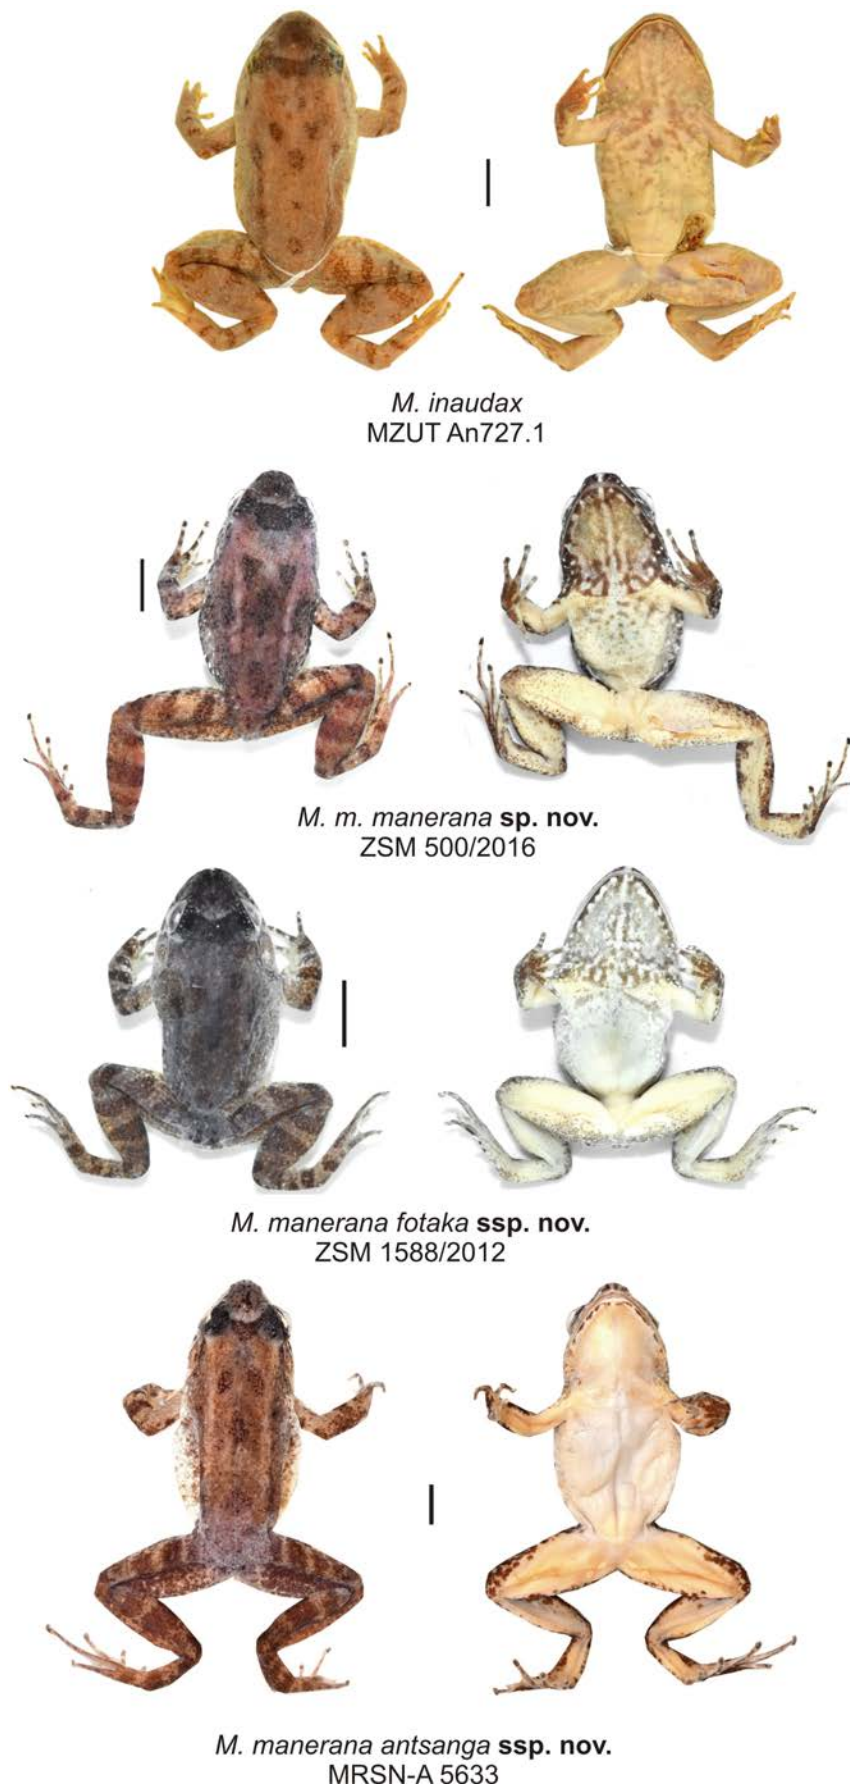 M. inaudax
MZUT An727.1
M. m. manerana sp. nov.
ZSM 500/2016
M. manerana fotaka ssp. nov.
ZSM 1588/2012
M. manerana antsanga ssp. nov.
MRSN-A 5633